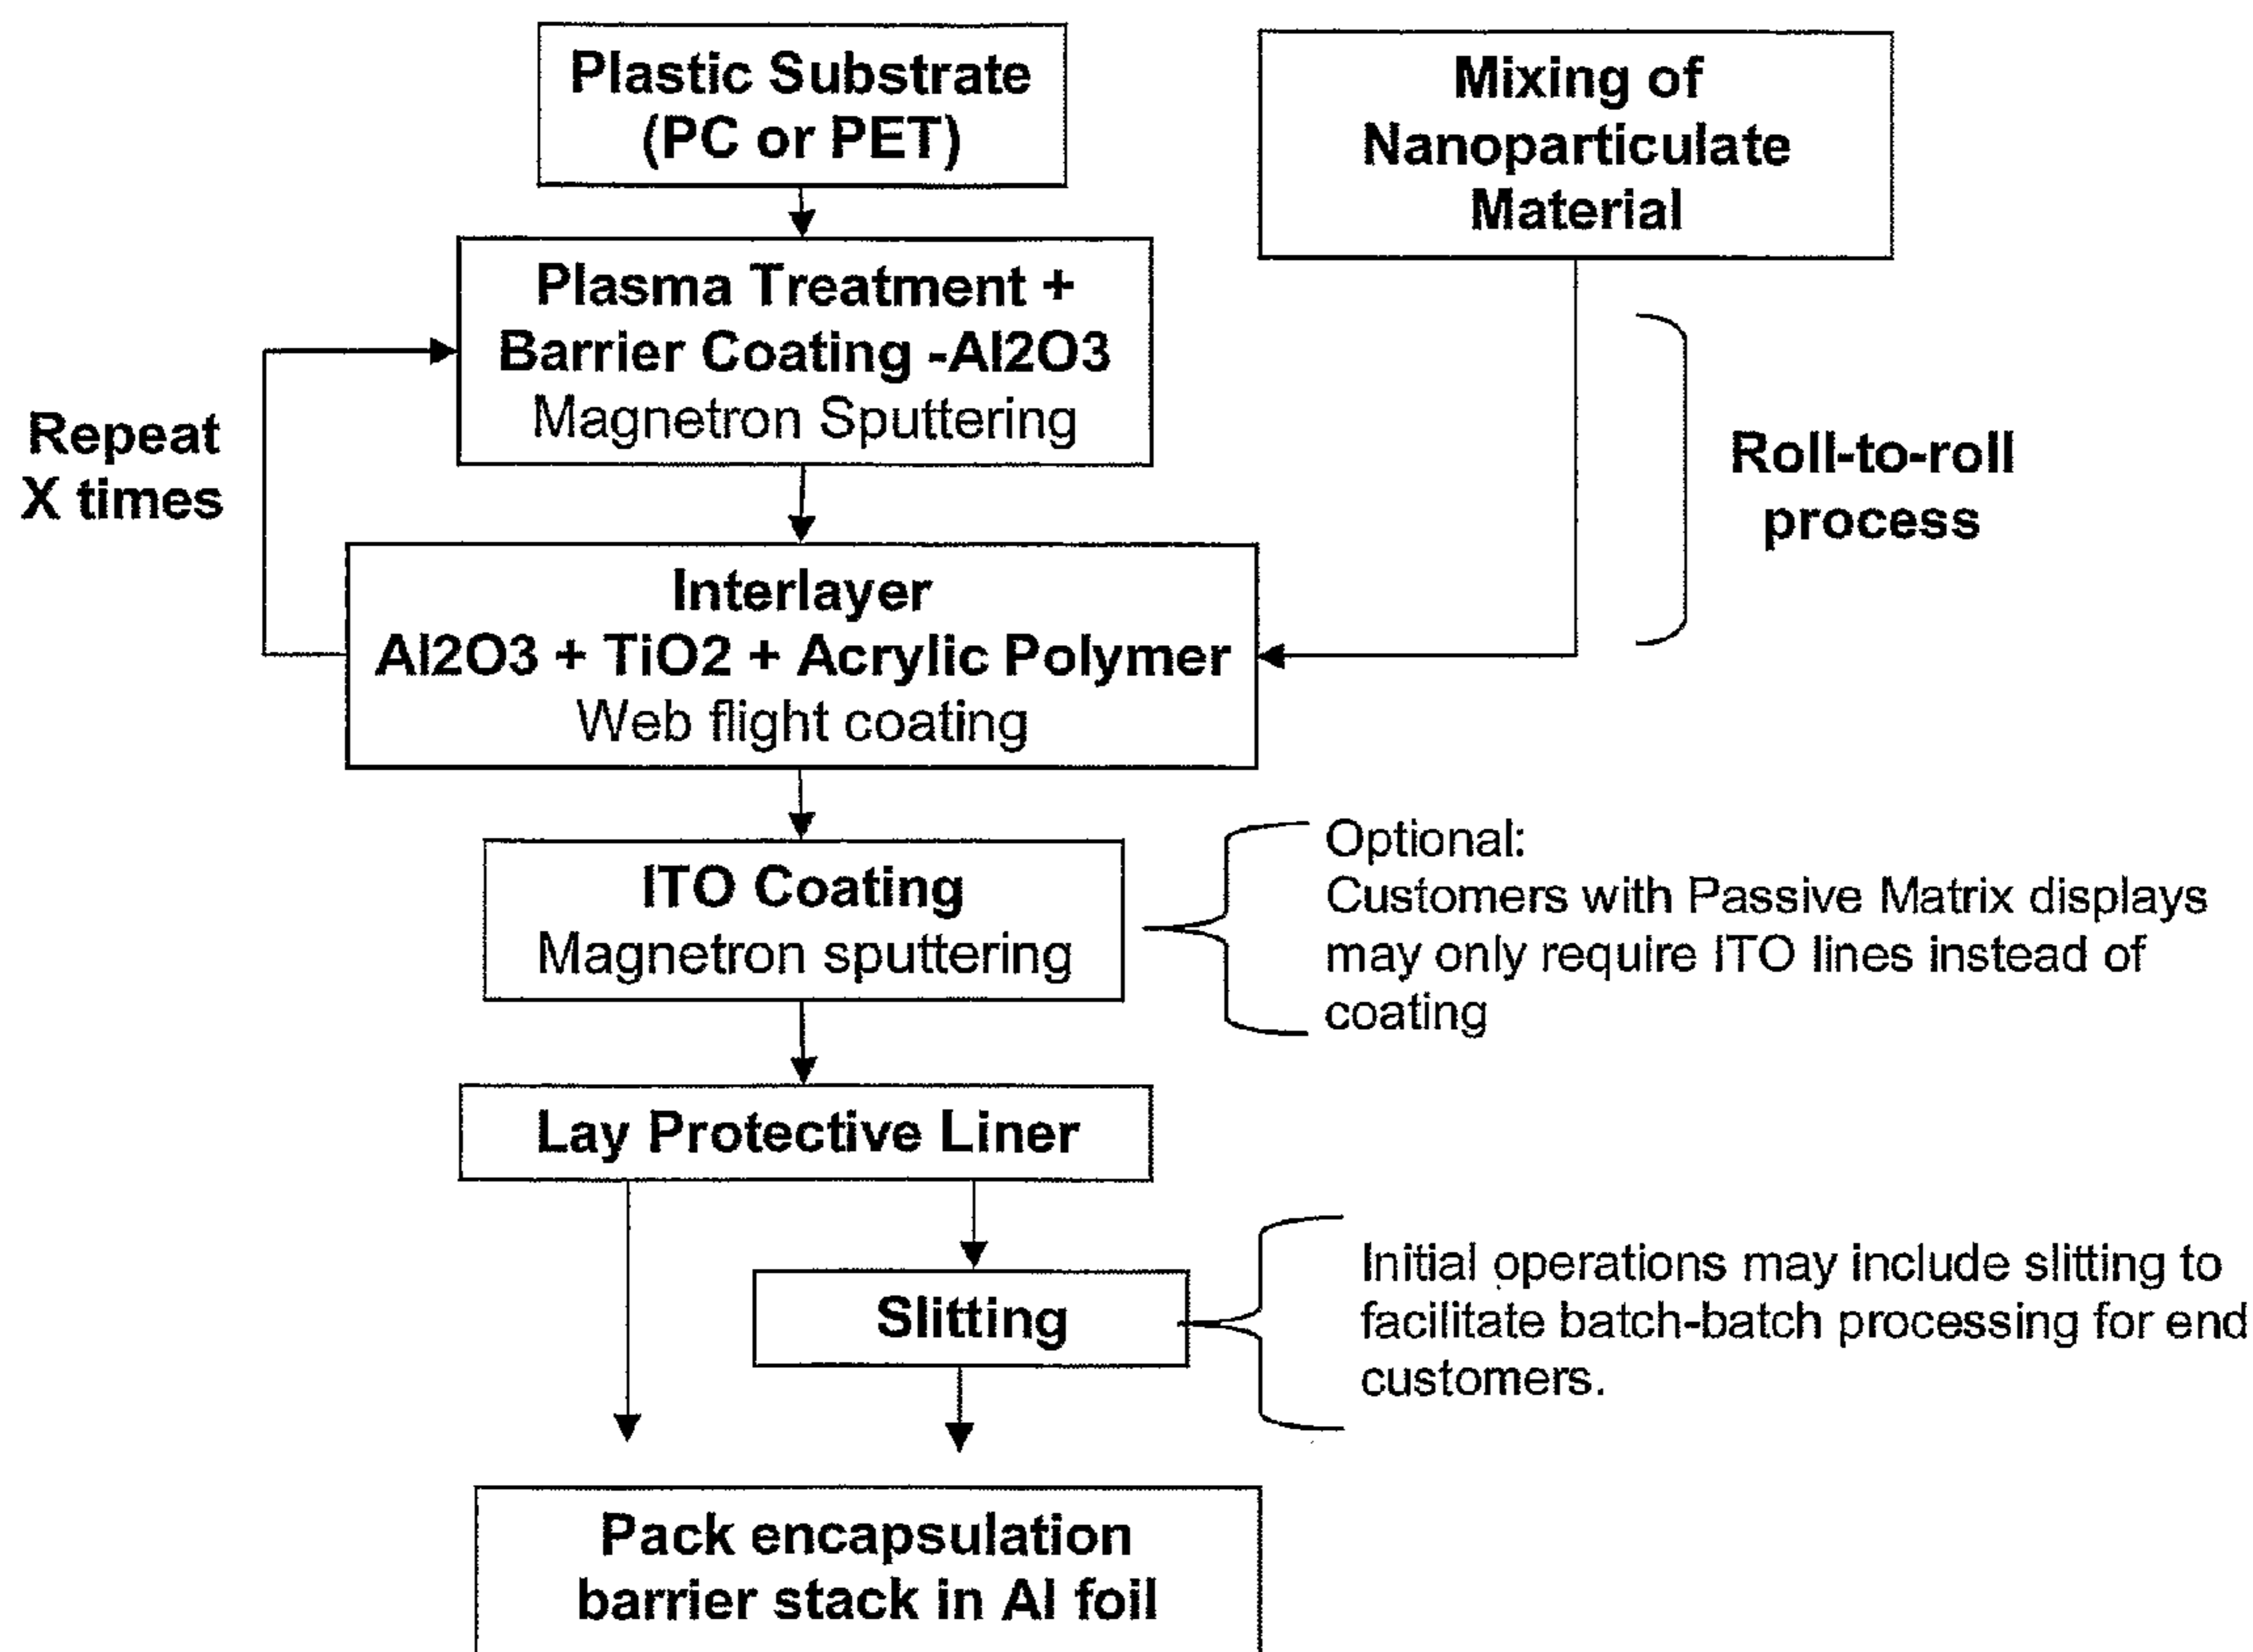 Plastic Substrate
(PC or PET)
Mixing of
Nanoparticulate
Material
Plasma Treatment +
Barrier Coating -Al2O3
Magnetron Sputtering
Repeat
X times
Roll-to-roll
process
Interlayer
Al2O3 + TiO2 + Acrylic Polymer
Web flight coating
ITO Coating
Magnetron sputtering
Optional:
Customers with Passive Matrix displays
may only require ITO lines instead of
coating
Lay Protective Liner
Slitting
Initial operations may include slitting to
facilitate batch-batch processing for end
customers.
Pack encapsulation
barrier stack in Al foil